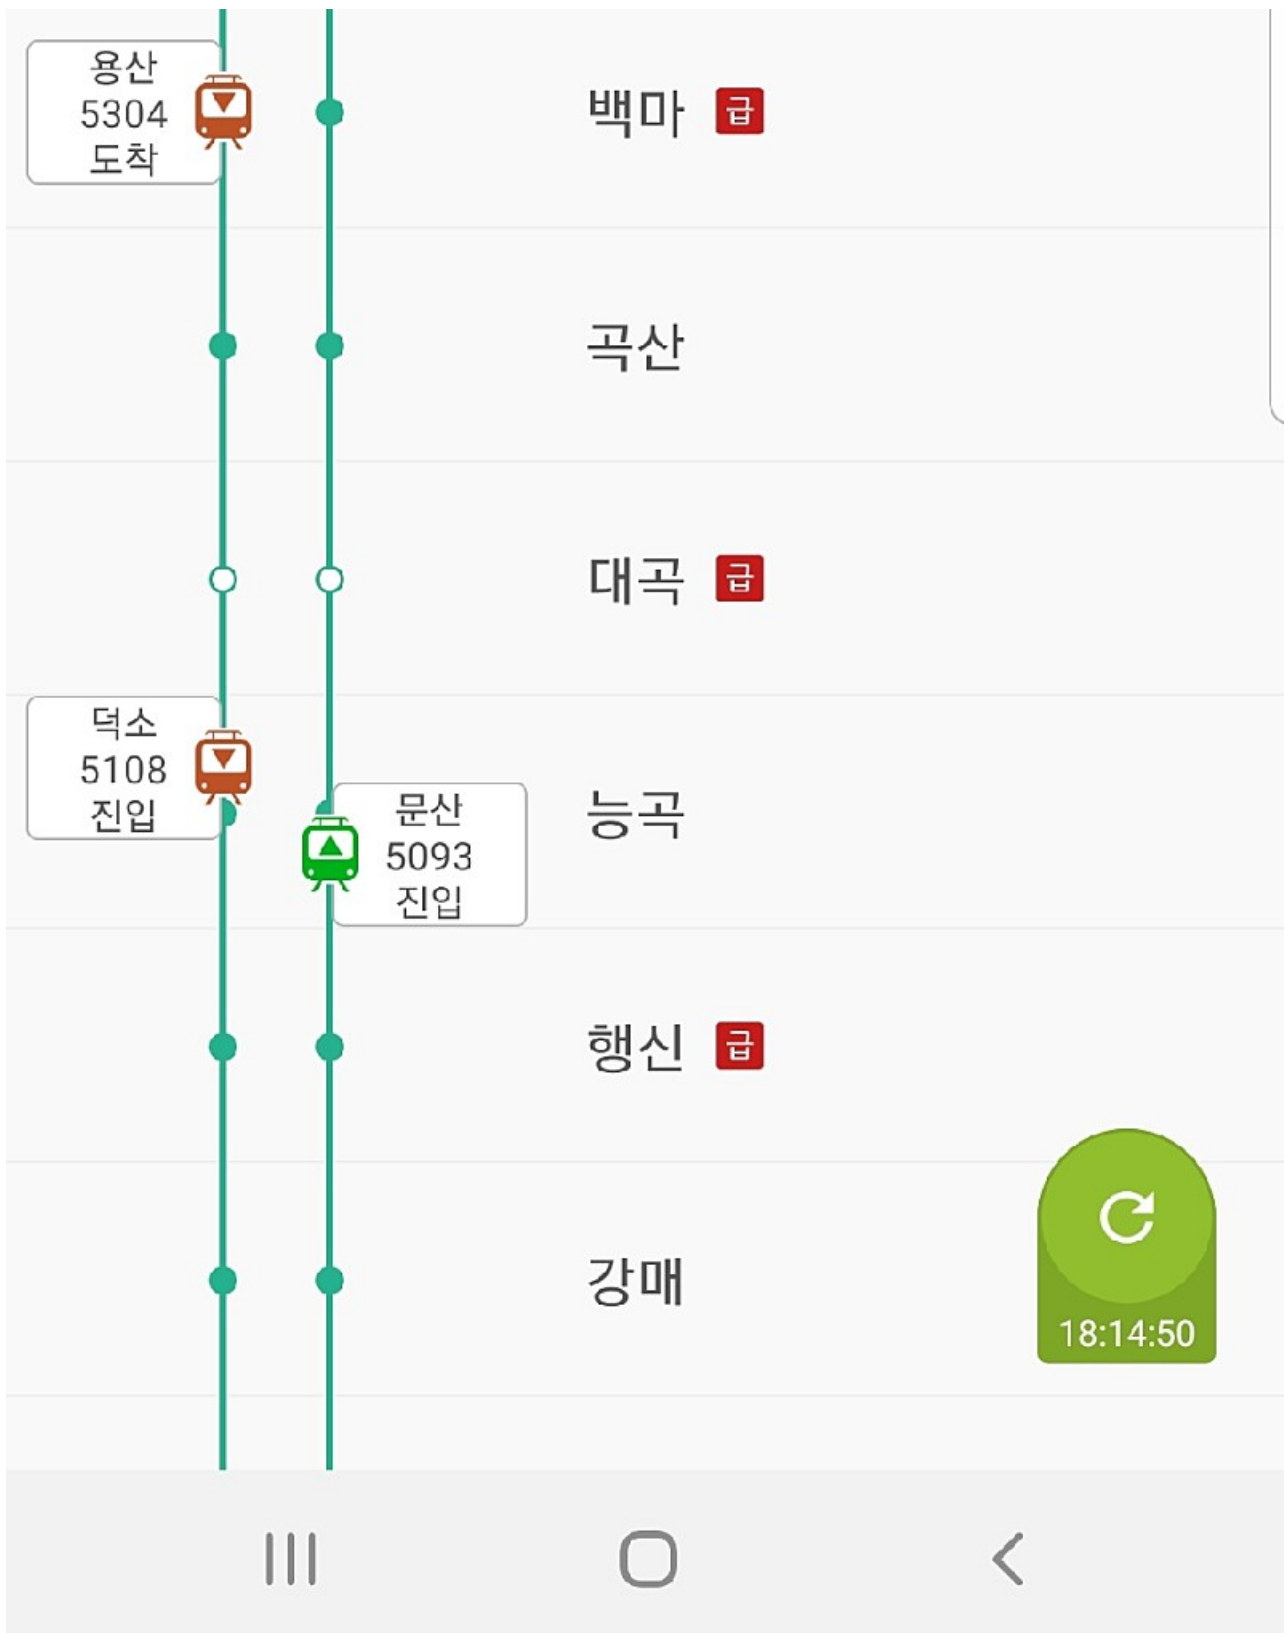 용산
5304
도착
백마 급
곡산
대곡 급
덕소
5108
진입
문산
5093
진입
능곡
행신 급
강매
18:14:50